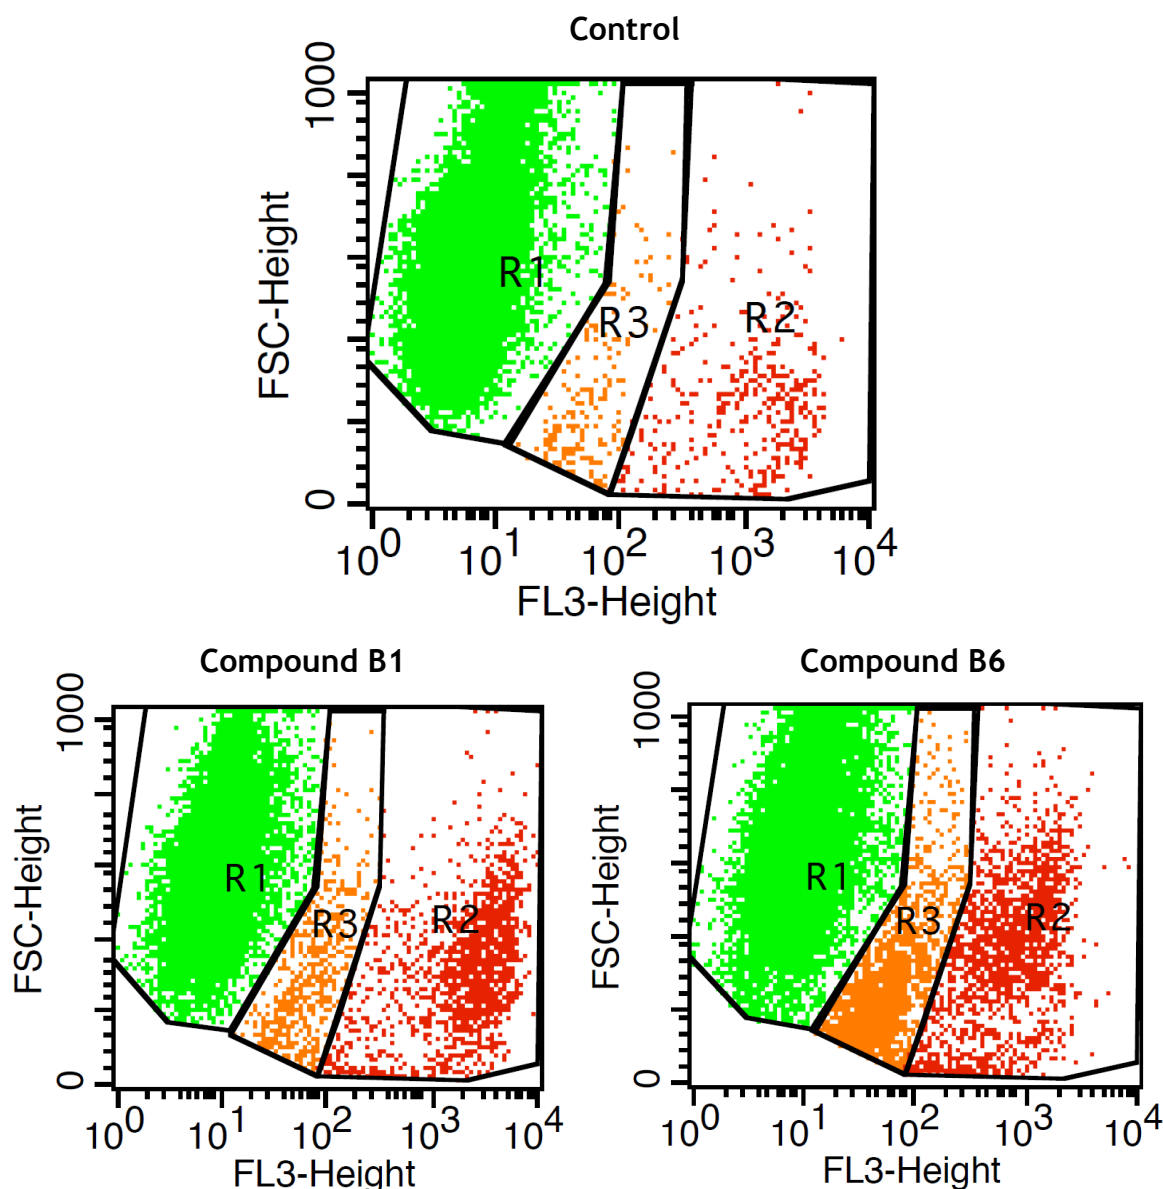 Control
1000
FSC-Height
0
R1
R3
R2
10^0 10^1 10^2 10^3 10^4
FL3-Height
Compound B1
1000
FSC-Height
0
R1
R3
R2
10^0 10^1 10^2 10^3 10^4
FL3-Height
Compound B6
1000
FSC-Height
0
R1
R3
R2
10^0 10^1 10^2 10^3 10^4
FL3-Height